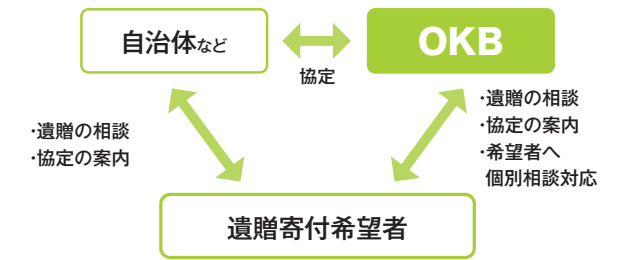 自治体など
OKB
協定
・遺贈の相談
・協定の案内
・遺贈の相談
・協定の案内
・希望者へ
個別相談対応
遺贈寄付希望者